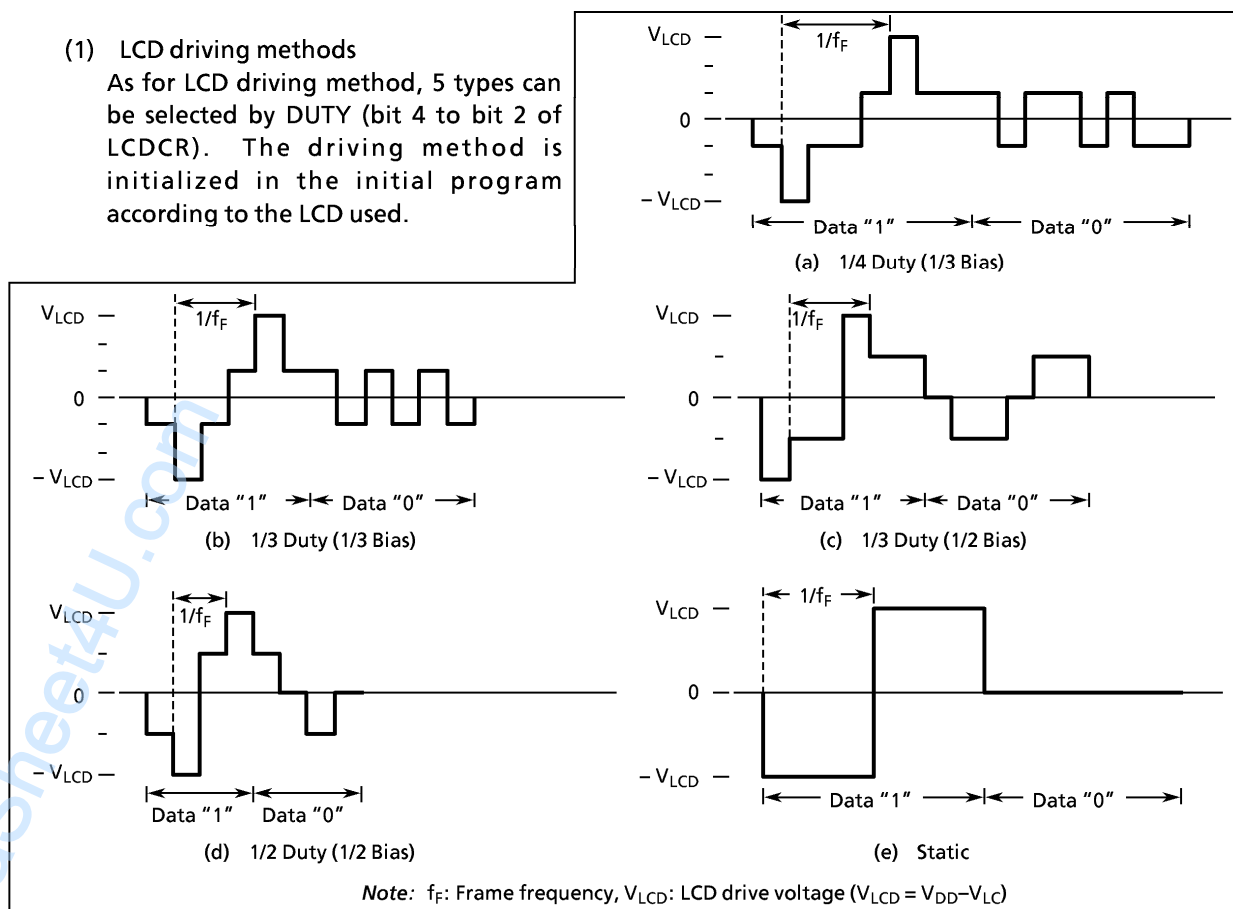 (1) LCD driving methods
As for LCD driving method, 5 types can
be selected by DUTY (bit 4 to bit 2 of
LCDCR). The driving method is
initialized in the initial program
according to the LCD used.
VLCD
1/fF
0
– VLCD
Data “1”
Data “0”
(a) 1/4 Duty (1/3 Bias)
VLCD
1/fF
0
– VLCD
Data “1”
Data “0”
(b) 1/3 Duty (1/3 Bias)
VLCD
1/fF
0
– VLCD
Data “1”
Data “0”
(c) 1/3 Duty (1/2 Bias)
VLCD
1/fF
0
–VLCD
Data “1”
Data “0”
(d) 1/2 Duty (1/2 Bias)
VLCD
1/fF
0
– VLCD
Data “1”
Data “0”
(e) Static
Note: fF: Frame frequency, VLCD: LCD drive voltage (VLCD = VDD–VLC)
aSheet4U.com